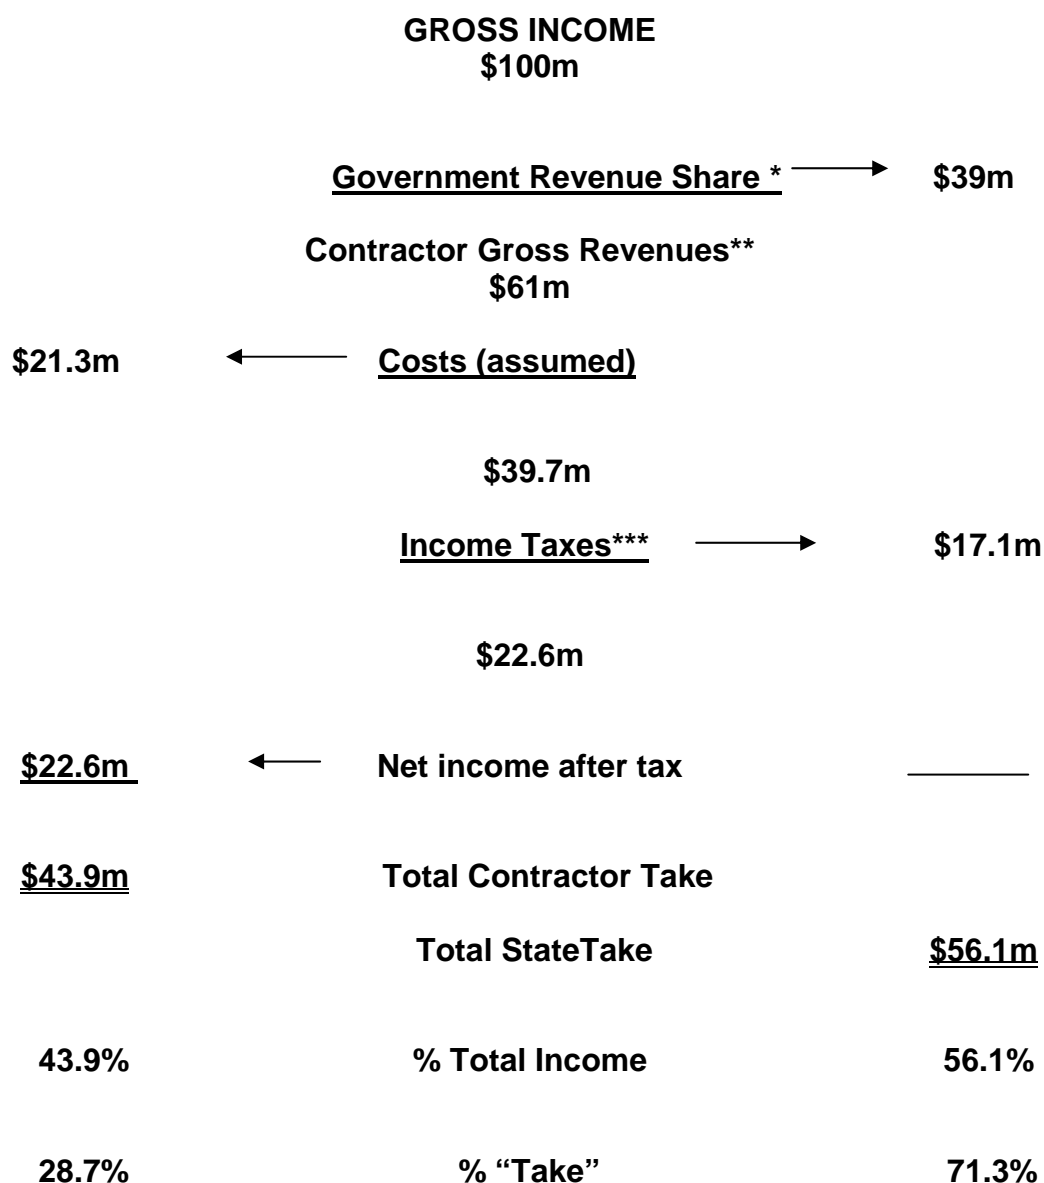 GROSS INCOME
$100m
Government Revenue Share * $39m
Contractor Gross Revenues**
$61m
$21.3m Costs (assumed)
$39.7m
Income Taxes*** $17.1m
$22.6m
$22.6m Net income after tax
$43.9m Total Contractor Take
Total StateTake $56.1m
43.9% % Total Income 56.1%
28.7% % “Take” 71.3%